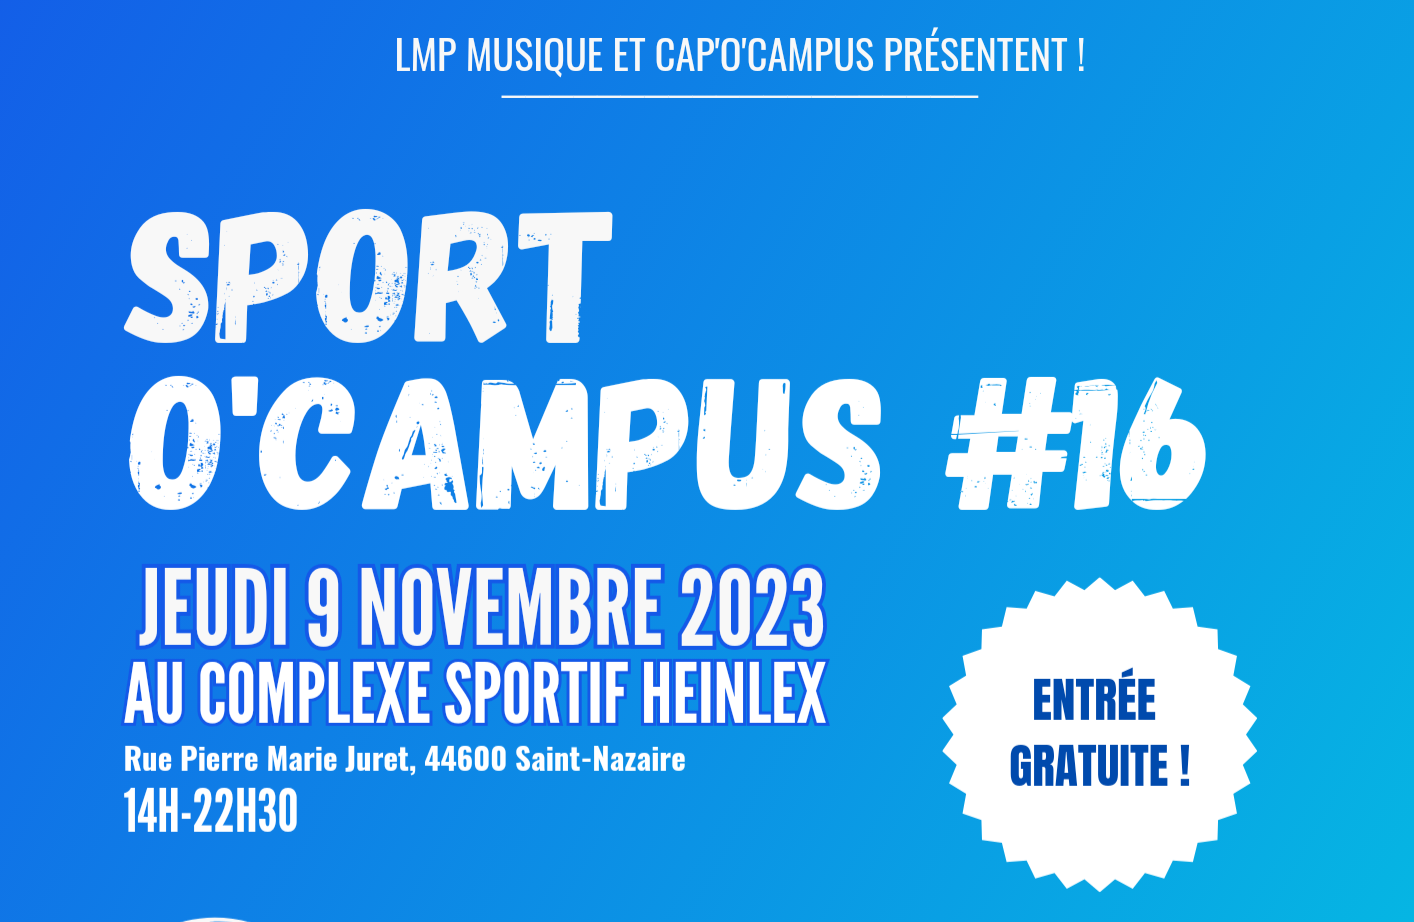 LMP MUSIQUE ET CAP'O'CAMPUS PRÉSENTENT !
SPORT
O'CAMPUS #16
JEUDI 9 NOVEMBRE 2023
AU COMPLEXE SPORTIF HEINLEX
Rue Pierre Marie Juret, 44600 Saint-Nazaire
14H-22H30
ENTRÉE
GRATUITE !